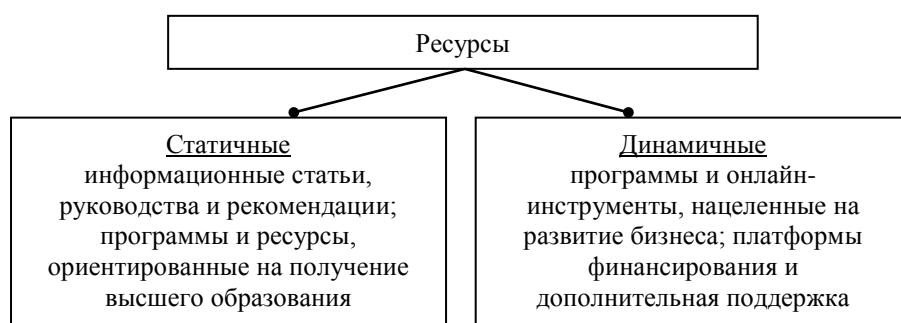 Ресурсы
Статичные
информационные статьи,
руководства и рекомендации;
программы и ресурсы,
ориентированные на получение
высшего образования
Динамичные
программы и онлайн-
инструменты, нацеленные на
развитие бизнеса; платформы
финансирования и
дополнительная поддержка